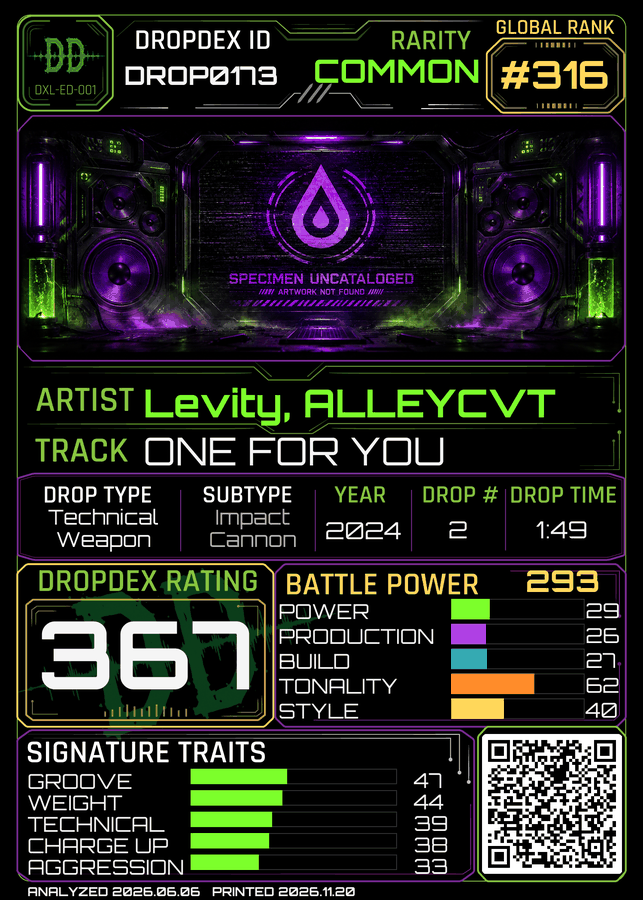 DD
DXL-ED-001
DROPDEX ID
DROP0173
RARITY
COMMON
GLOBAL RANK
#316
SPECIMEN UNCATALOGED
ARTWORK NOT FOUND
ARTIST Levity, ALLEYCVT
TRACK ONE FOR YOU
DROP TYPE
Technical
Weapon
SUBTYPE
Impact
Cannon
YEAR
2024
DROP #
2
DROP TIME
1:49
DROPDEX RATING
367
BATTLE POWER 293
POWER 29
PRODUCTION 26
BUILD 27
TONALITY 62
STYLE 40
SIGNATURE TRAITS
GROOVE 47
WEIGHT 44
TECHNICAL 39
CHARGE UP 38
AGGRESSION 33
ANALYZED 2026.06.06 PRINTED 2026.11.20